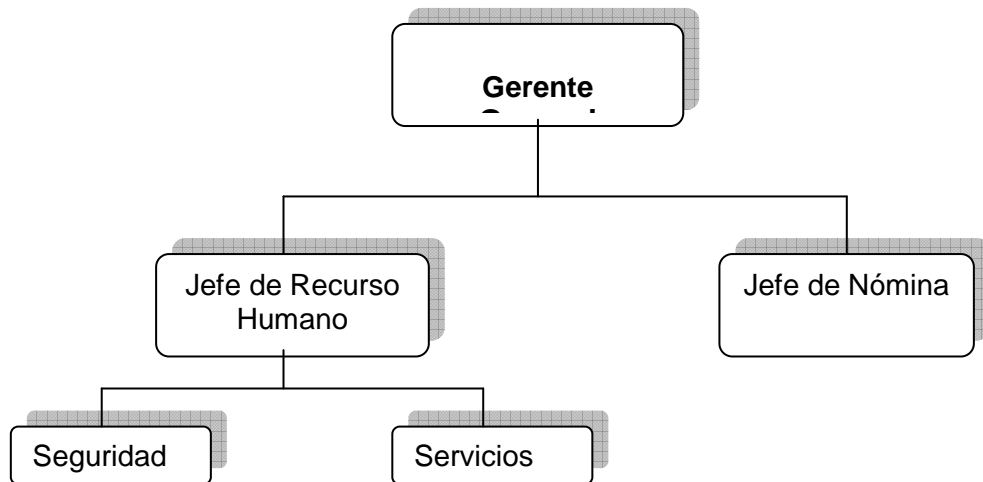 Gerente
Jefe de Recurso
Humano
Jefe de Nómina
Seguridad
Servicios